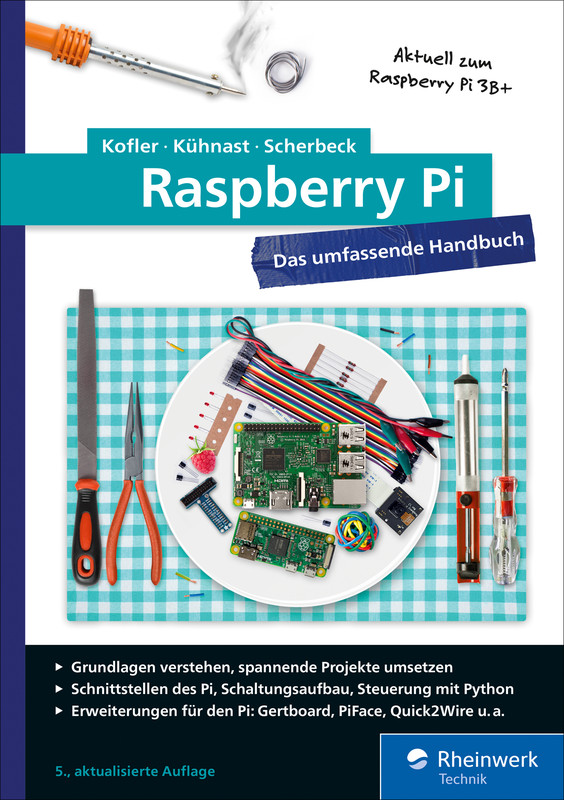 Aktuell zum
Raspberry Pi 3B+
Kofler · Kühnast · Scherbeck
Raspberry Pi
Das umfassende Handbuch
HDMI
▸ Grundlagen verstehen, spannende Projekte umsetzen
▸ Schnittstellen des Pi, Schaltungsaufbau, Steuerung mit Python
▸ Erweiterungen für den Pi: Gertboard, PiFace, Quick2Wire u. a.
5., aktualisierte Auflage
Rheinwerk
Technik